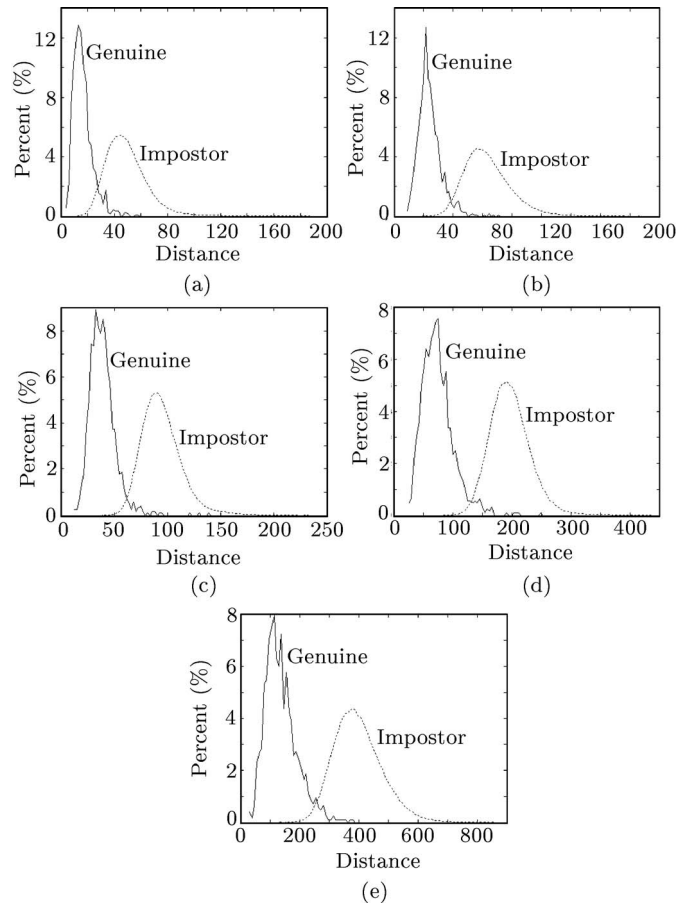 12
8
4
0
Percent (%)
Genuine
Impostor
0 40 80 120 160 200
Distance
(a)
12
8
4
0
Percent (%)
Genuine
Impostor
0 40 80 120 160 200
Distance
(b)
8
6
4
2
0
Percent (%)
Genuine
Impostor
0 50 100 150 200 250
Distance
(c)
8
6
4
2
0
Percent (%)
Genuine
Impostor
0 100 200 300 400
Distance
(d)
8
6
4
2
0
Percent (%)
Genuine
Impostor
0 200 400 600 800
Distance
(e)